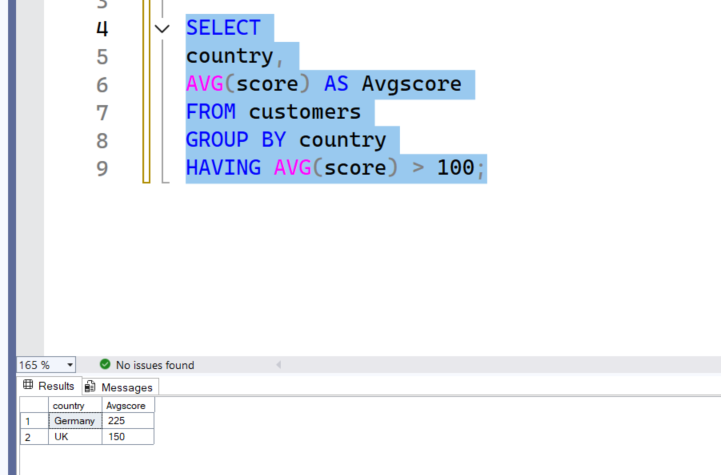 3
4 SELECT
5 country,
6 AVG(score) AS Avgscore
7 FROM customers
8 GROUP BY country
9 HAVING AVG(score) > 100;
165 % No issues found
Results Messages
country Avgscore
1 Germany 225
2 UK 150